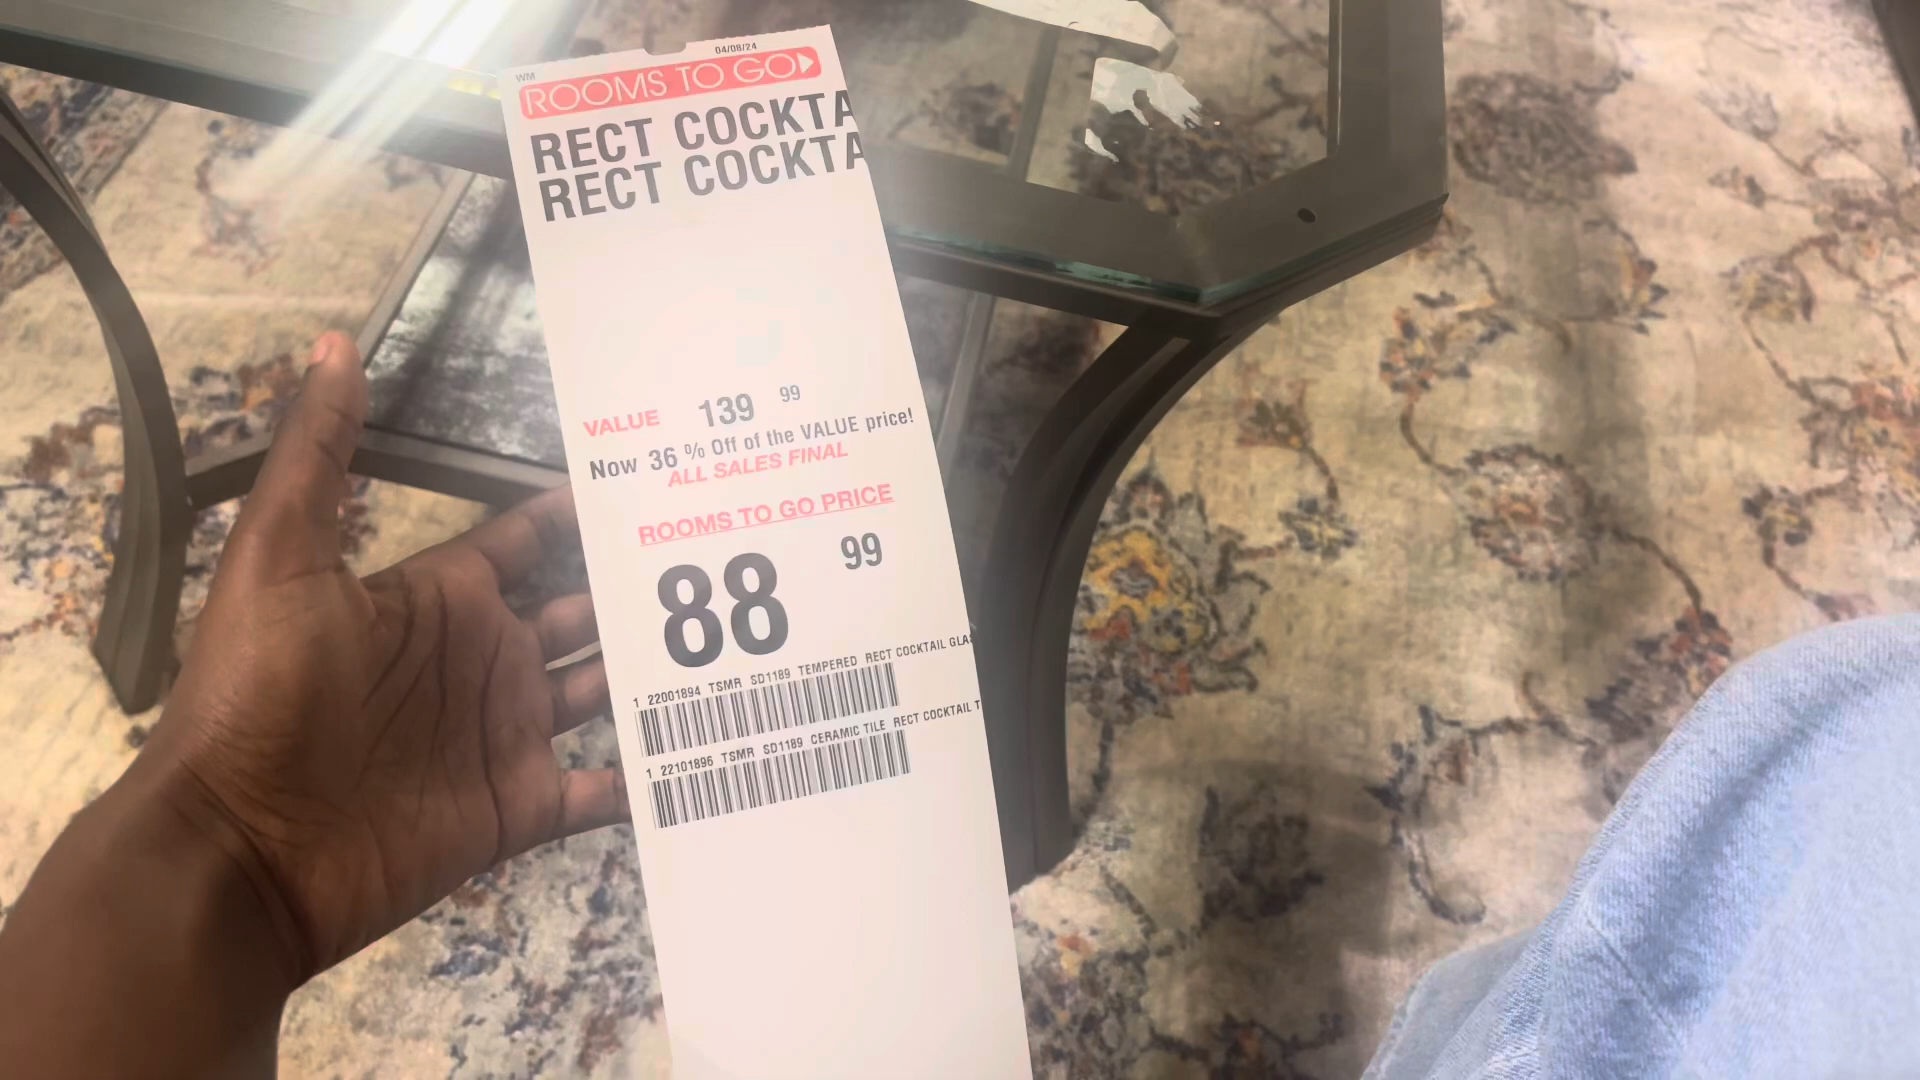 04/08/24
WM
ROOMS TO GO
RECT COCKTA
RECT COCKTA
VALUE 139 99
Now 36 % Off of the VALUE price!
ALL SALES FINAL
ROOMS TO GO PRICE
88 99
1 22001894 TSMR SD1189 TEMPERED RECT COCKTAIL GLAS
1 22101896 TSMR SD1189 CERAMIC TILE RECT COCKTAIL T